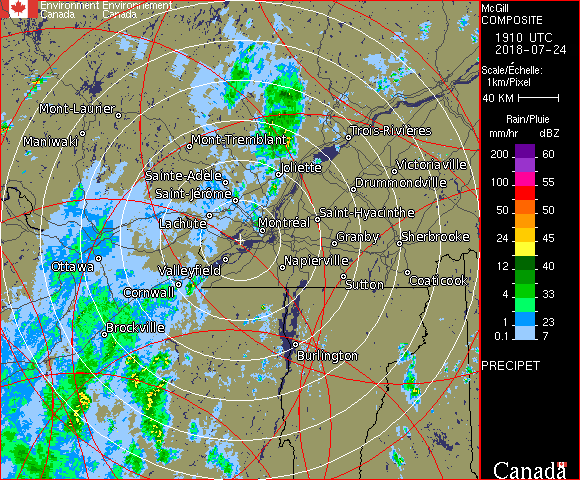 Environment Environnement
Canada Canada
McGill
COMPOSITE
1910 UTC
2018-07-24
Scale/Échelle:
1km/Pixel
40 KM
Rain/Pluie
mm/hr dBZ
200 60
100 55
50 50
24 45
12 40
4 33
1 23
0.1 7
PRECIPET
Canada
Mont-Laurier
Maniwaki
Mont-Tremblant
Trois-Rivières
Joliette
Victoriaville
Sainte-Adèle
Drummondville
Saint-Jérôme
Saint-Hyacinthe
Lachute
Montréal
Granby
Sherbrooke
Ottawa
Valleyfield
Napierville
Coaticook
Cornwall
Sutton
Brockville
Burlington